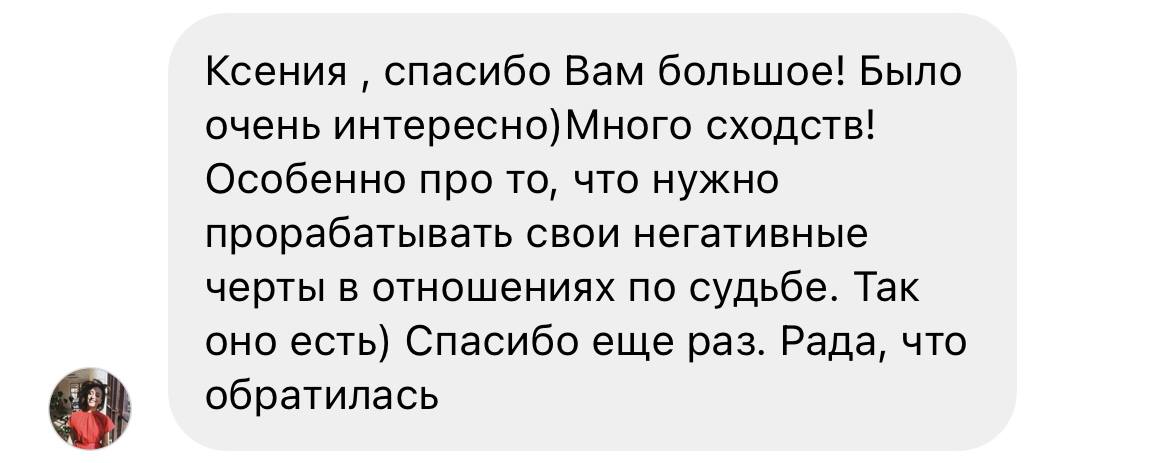 Ксения , спасибо Вам большое! Было
очень интересно)Много сходств!
Особенно про то, что нужно
прорабатывать свои негативные
черты в отношениях по судьбе. Так
оно есть) Спасибо еще раз. Рада, что
обратилась